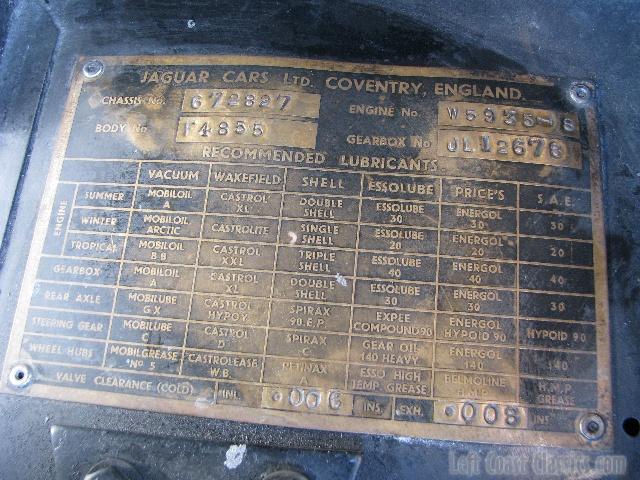 JAGUAR CARS LTD. COVENTRY, ENGLAND.
CHASSIS No. 672827 ENGINE No. W5935-8
BODY No F4855 GEARBOX No JL12676
RECOMMENDED LUBRICANTS
VACUUM WAKEFIELD SHELL ESSOLUBE PRICE'S S.A.E.
ENGINE
SUMMER MOBILOIL A CASTROL XL DOUBLE SHELL ESSOLUBE 30 ENERGOL 30 30
WINTER MOBILOIL ARCTIC CASTROLITE SINGLE SHELL ESSOLUBE 20 ENERGOL 20 20
TROPICAL MOBILOIL BB CASTROL XXL TRIPLE SHELL ESSOLUBE 40 ENERGOL 40 40
GEARBOX MOBILOIL A CASTROL XL DOUBLE SHELL ESSOLUBE 30 ENERGOL 30 30
REAR AXLE MOBILUBE GX CASTROL HYPOY SPIRAX 90.E.P. EXPEE COMPOUND 90 ENERGOL HYPOID 90 HYPOID 90
STEERING GEAR MOBILUBE C CASTROL D SPIRAX C GEAR OIL 140 HEAVY ENERGOL 140 140
WHEEL HUBS MOBILGREASE No 5 CASTROLEASE W.B. RETINAX A ESSO HIGH TEMP. GREASE BELMOLINE H.M.P. GREASE
VALVE CLEARANCE (COLD) INL. .006 INS. EXH. .008 INS
Left Coast Classics.com